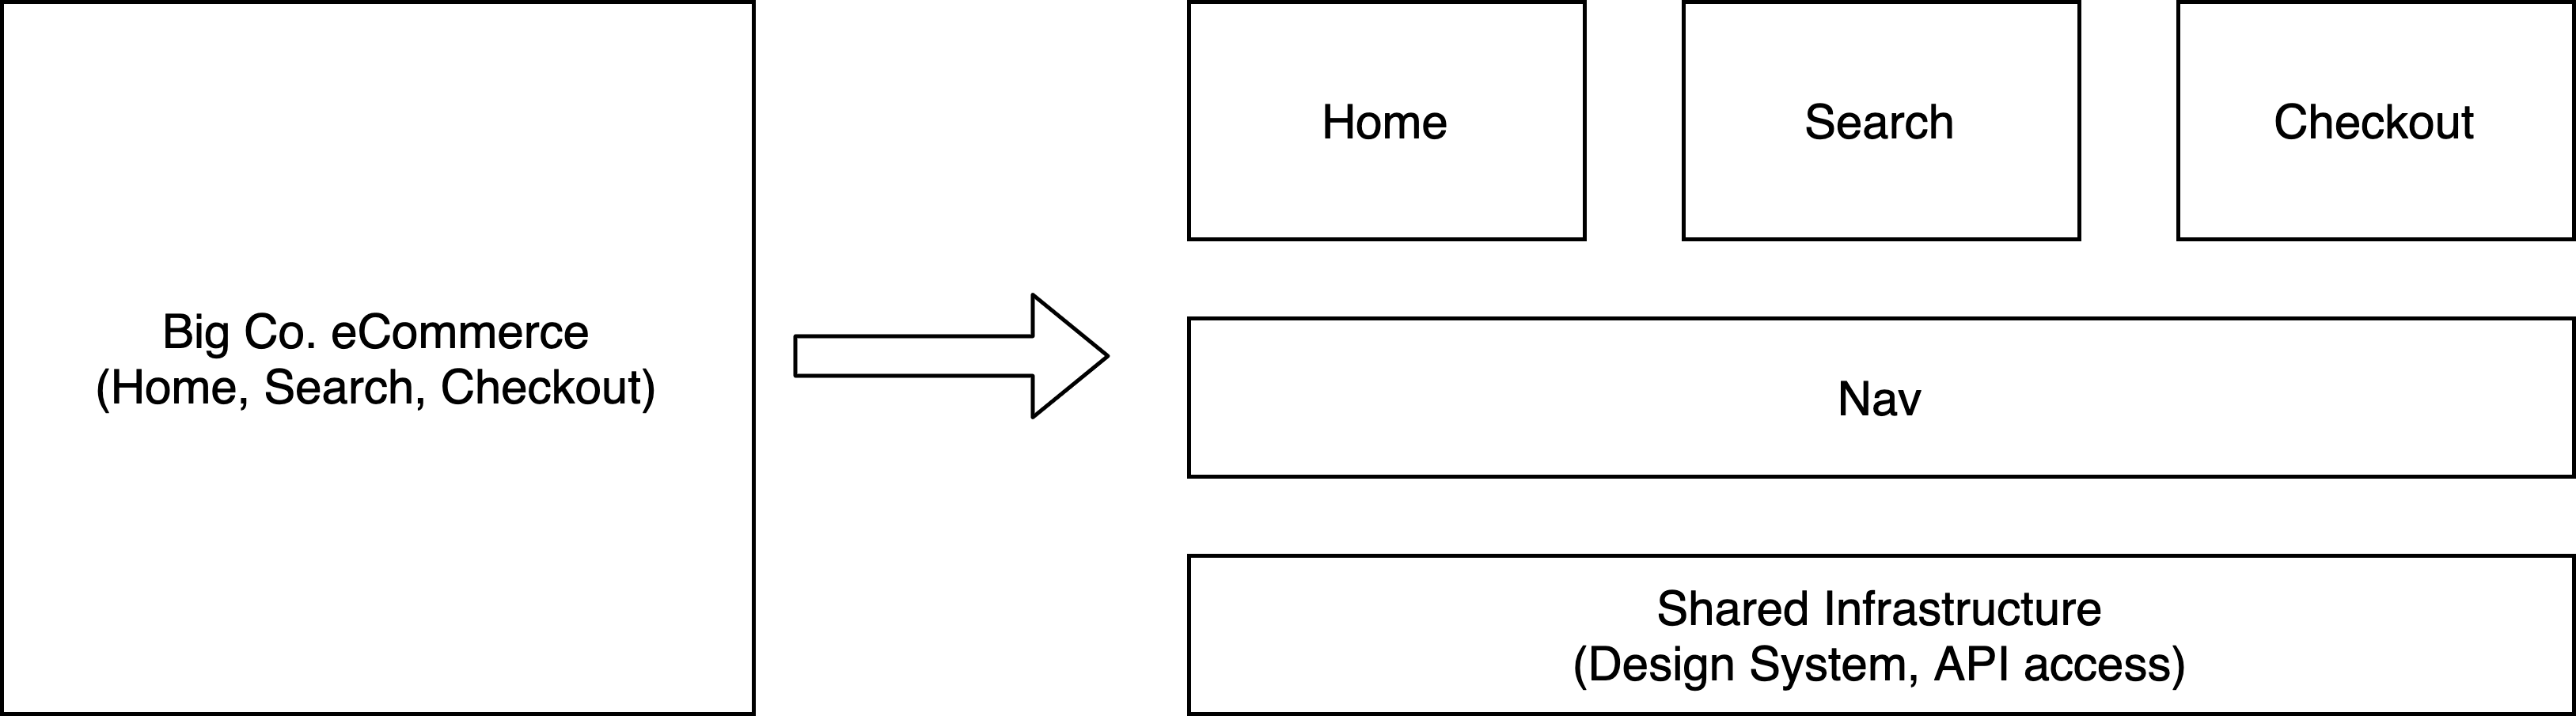 Big Co. eCommerce
(Home, Search, Checkout)
Home
Search
Checkout
Nav
Shared Infrastructure
(Design System, API access)